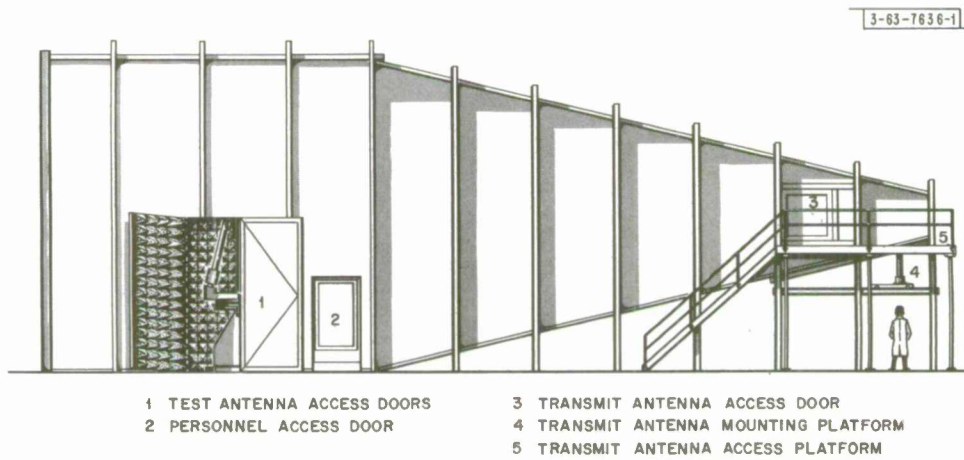 3-63-7636-1
3
5
4
1
2
1 TEST ANTENNA ACCESS DOORS
2 PERSONNEL ACCESS DOOR
3 TRANSMIT ANTENNA ACCESS DOOR
4 TRANSMIT ANTENNA MOUNTING PLATFORM
5 TRANSMIT ANTENNA ACCESS PLATFORM